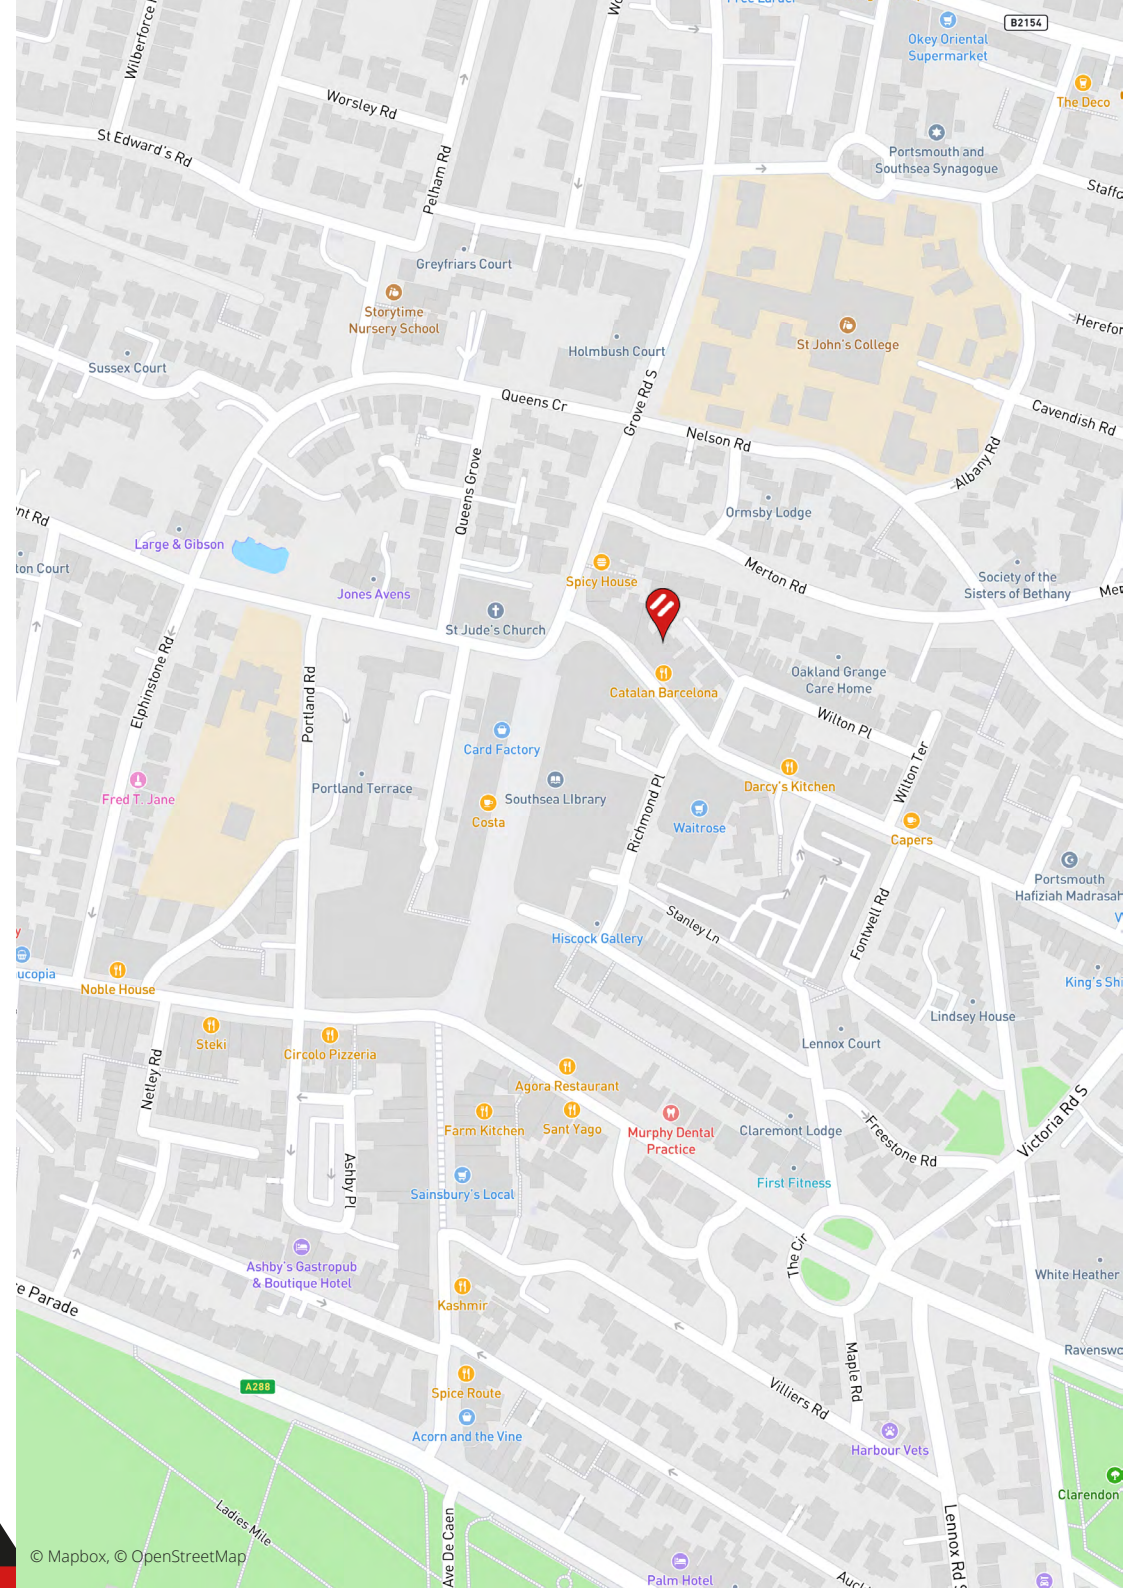 B2154
Okey Oriental
Supermarket
The Deco
Wilberforce
Worsley Rd
St Edward's Rd
Pelham Rd
Portsmouth and
Southsea Synagogue
Greyfriars Court
Storytime
Nursery School
St John's College
Holmbush Court
Sussex Court
Queens Cr
Grove Rd S
Nelson Rd
Cavendish Rd
Albany Rd
Queens Grove
Ormsby Lodge
Large & Gibson
Jones Avens
Spicy House
Merton Rd
Society of the
Sisters of Bethany
St Jude's Church
Elphinstone Rd
Portland Rd
Oakland Grange
Care Home
Catalan Barcelona
Wilton Pl
Card Factory
Wilton Ter
Darcy's Kitchen
Fred T. Jane
Portland Terrace
Southsea LIbrary
Costa
Richmond Pl
Waitrose
Capers
Portsmouth
Hafiziah Madrasah
Stanley Ln
Fontwell Rd
Hiscock Gallery
Noble House
King's Shi
Lindsey House
Steki
Circolo Pizzeria
Lennox Court
Netley Rd
Agora Restaurant
Farm Kitchen
Sant Yago
Murphy Dental
Practice
Claremont Lodge
Freestone Rd
Victoria Rd S
Ashby Pl
Sainsbury's Local
First Fitness
The Cir
Ashby's Gastropub
& Boutique Hotel
White Heather
Kashmir
e Parade
Ravenswo
Maple Rd
A288
Spice Route
Villiers Rd
Acorn and the Vine
Harbour Vets
Clarendon
Ladies Mile
Ave De Caen
Lennox Rd S
© Mapbox, © OpenStreetMap
Palm Hotel